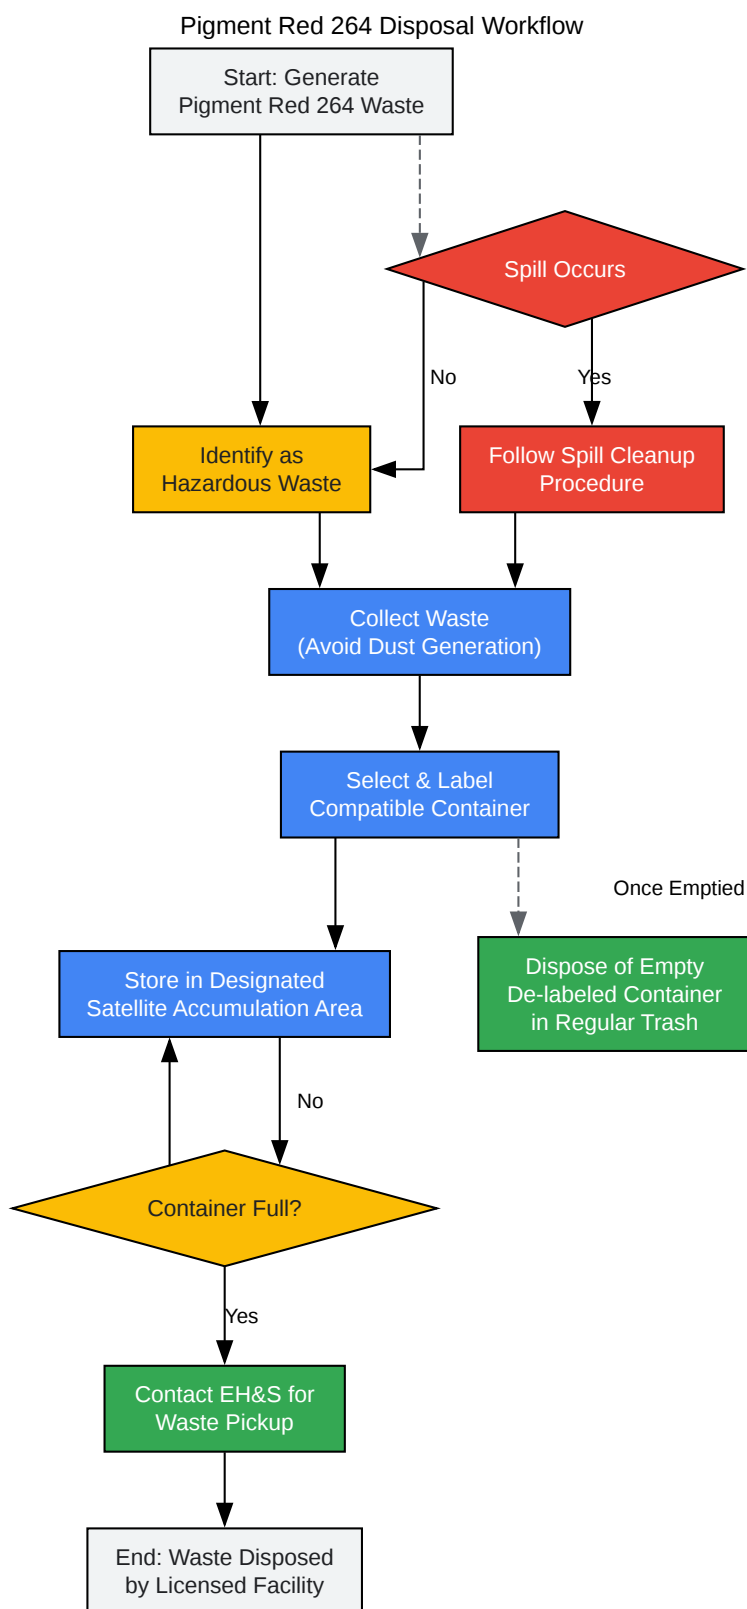 Pigment Red 264 Disposal Workflow
Start: Generate
Pigment Red 264 Waste
Spill Occurs
No
Yes
Identify as
Hazardous Waste
Follow Spill Cleanup
Procedure
Collect Waste
(Avoid Dust Generation)
Select & Label
Compatible Container
Once Emptied
Store in Designated
Satellite Accumulation Area
Dispose of Empty
De-labeled Container
in Regular Trash
No
Container Full?
Yes
Contact EH&S for
Waste Pickup
End: Waste Disposed
by Licensed Facility